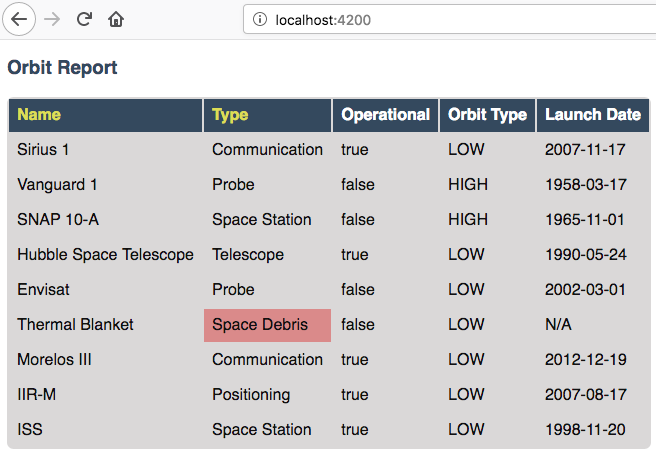 localhost:4200
Orbit Report
Name Type Operational Orbit Type Launch Date
Sirius 1 Communication true LOW 2007-11-17
Vanguard 1 Probe false HIGH 1958-03-17
SNAP 10-A Space Station false HIGH 1965-11-01
Hubble Space Telescope Telescope true LOW 1990-05-24
Envisat Probe false LOW 2002-03-01
Thermal Blanket Space Debris false LOW N/A
Morelos III Communication true LOW 2012-12-19
IIR-M Positioning true LOW 2007-08-17
ISS Space Station true LOW 1998-11-20